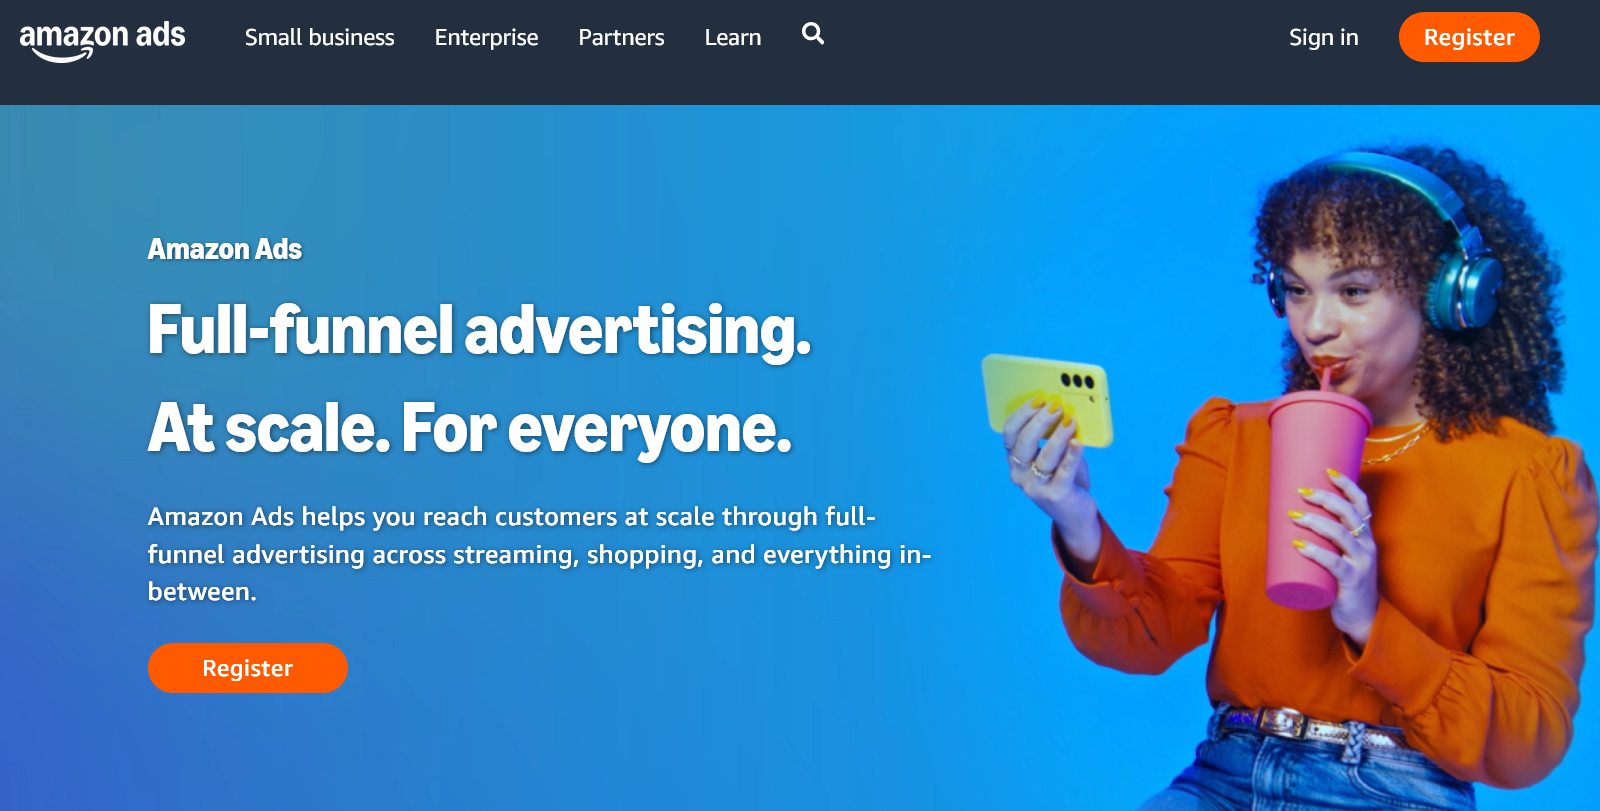 amazon ads
Small business
Enterprise
Partners
Learn
Sign in
Register
Amazon Ads
Full-funnel advertising.
At scale. For everyone.
Amazon Ads helps you reach customers at scale through full-
funnel advertising across streaming, shopping, and everything in-
between.
Register